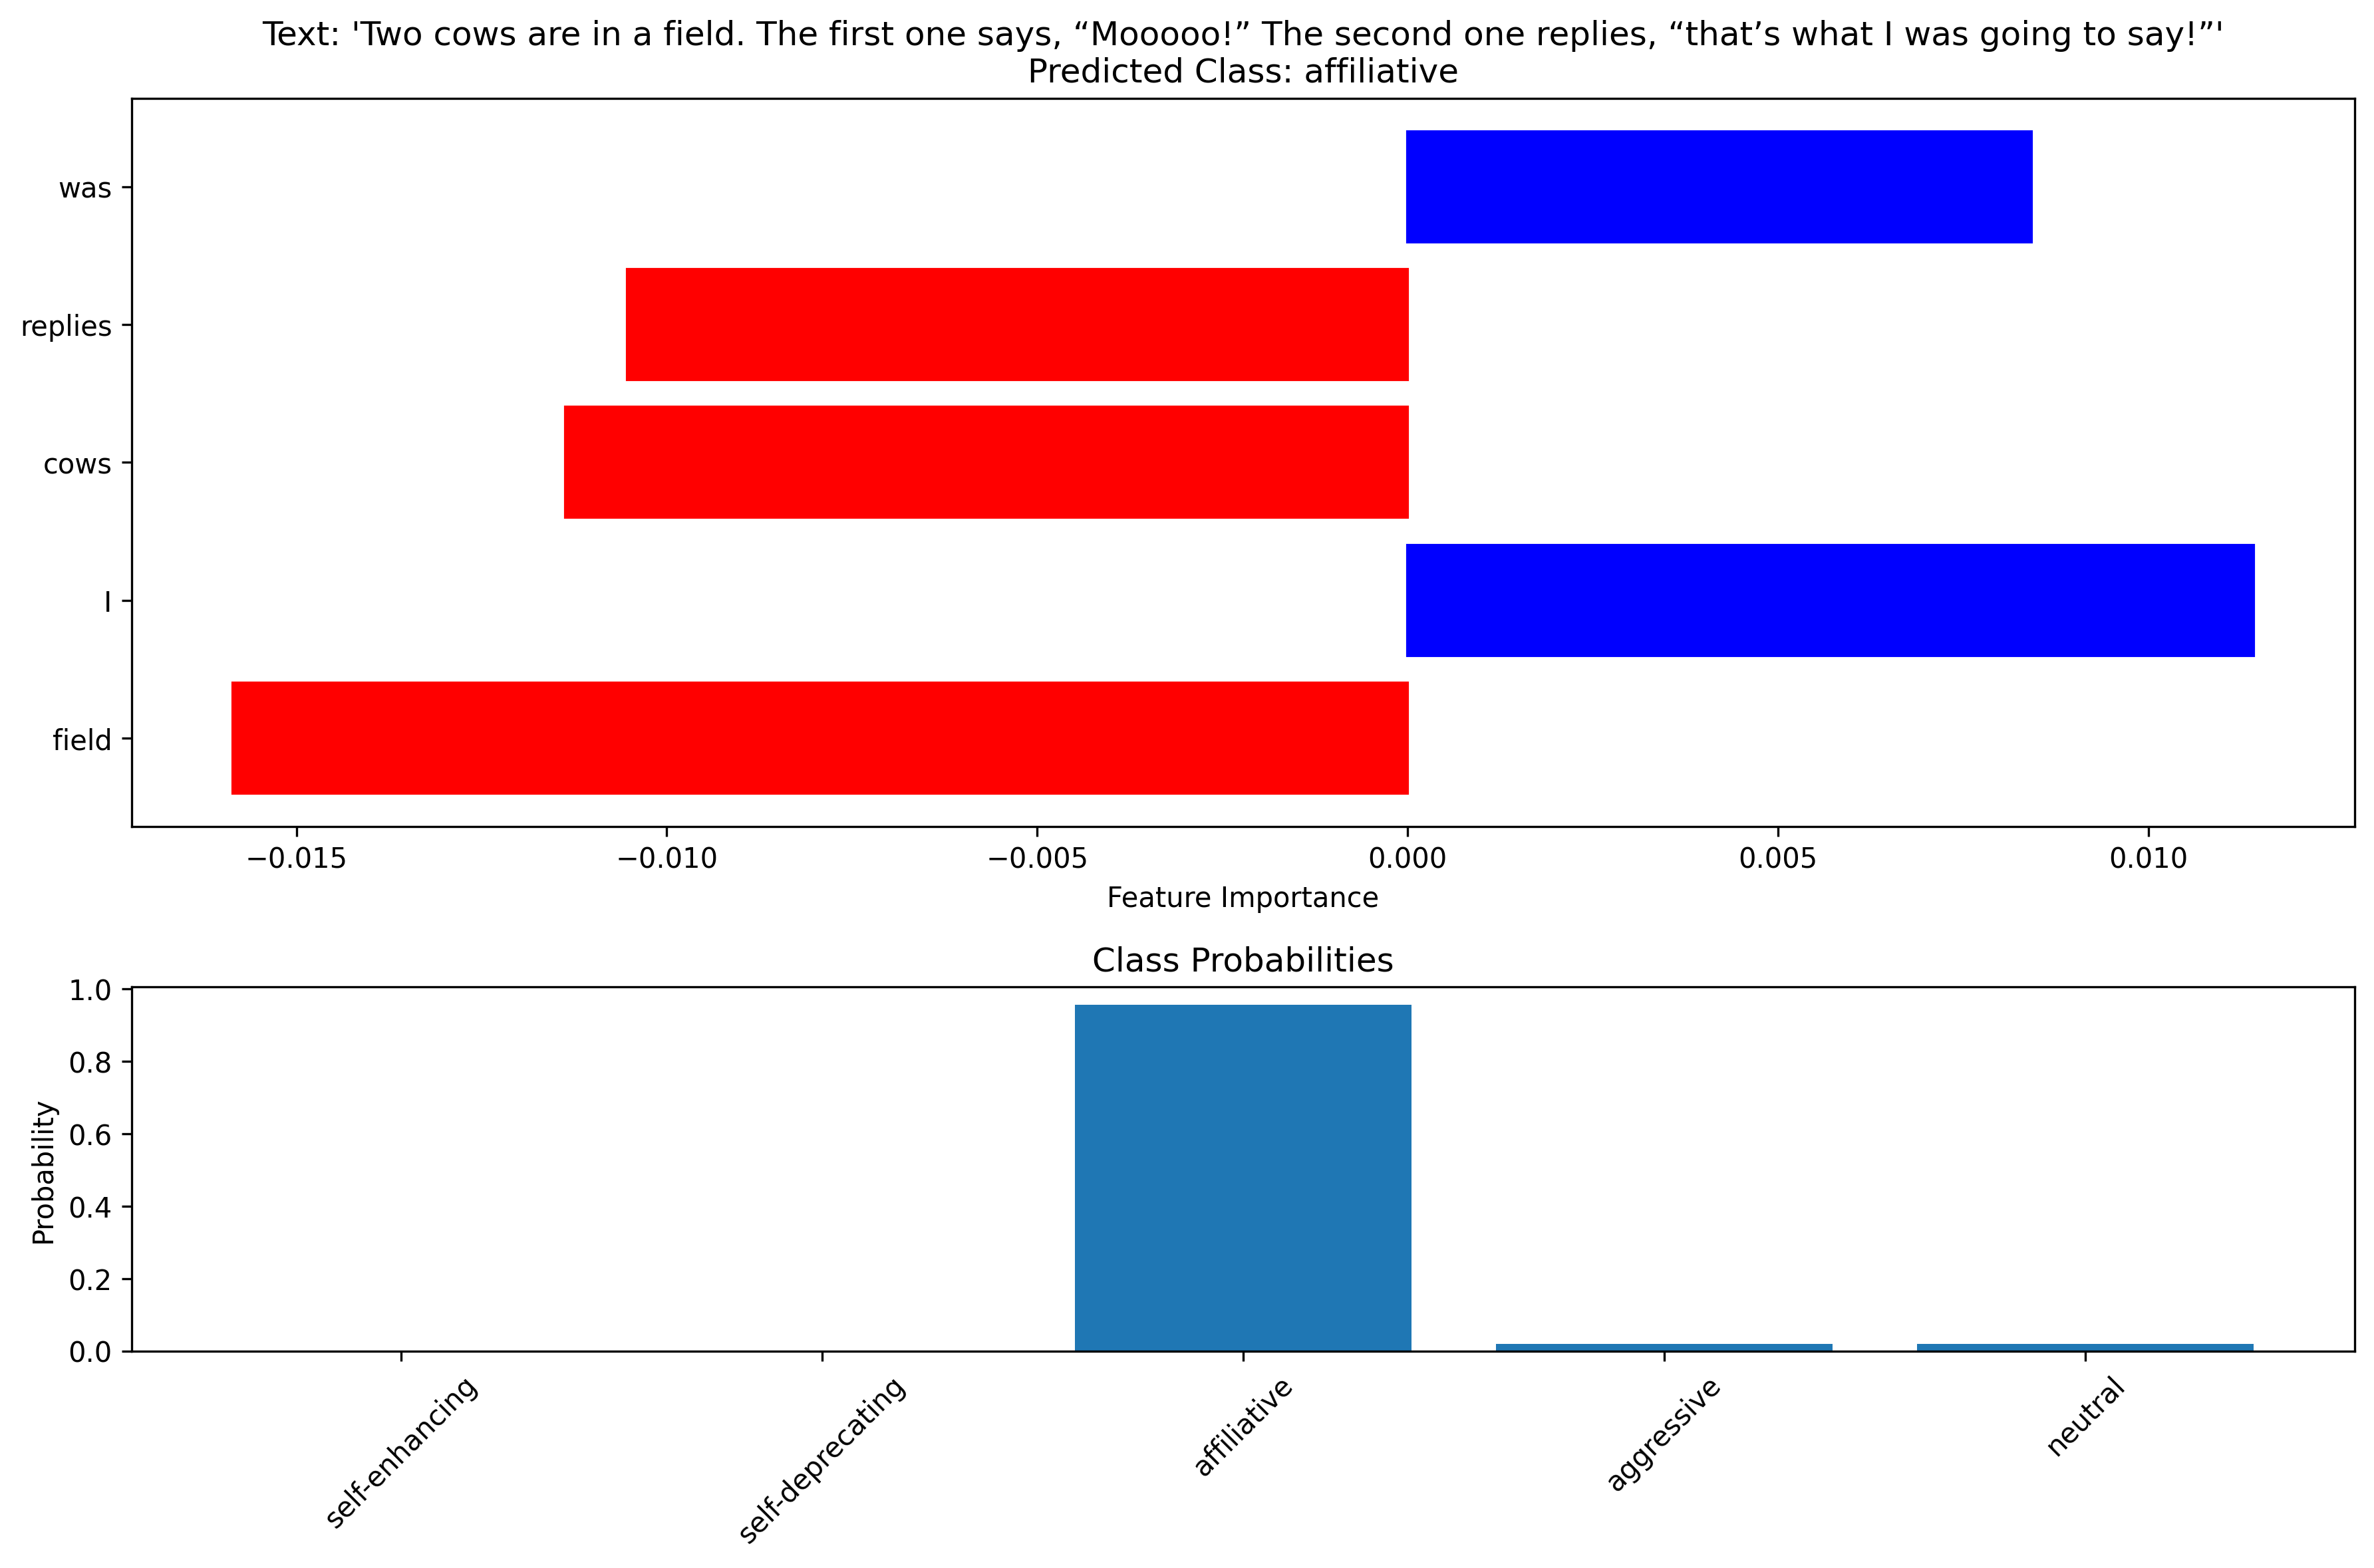 Text: 'Two cows are in a field. The first one says, “Mooooo!” The second one replies, “that’s what I was going to say!”'
Predicted Class: affiliative
was
replies
cows
I
field
−0.015 −0.010 −0.005 0.000 0.005 0.010
Feature Importance
Class Probabilities
1.0
0.8
0.6
0.4
0.2
0.0
Probability
self-enhancing self-deprecating affiliative aggressive neutral